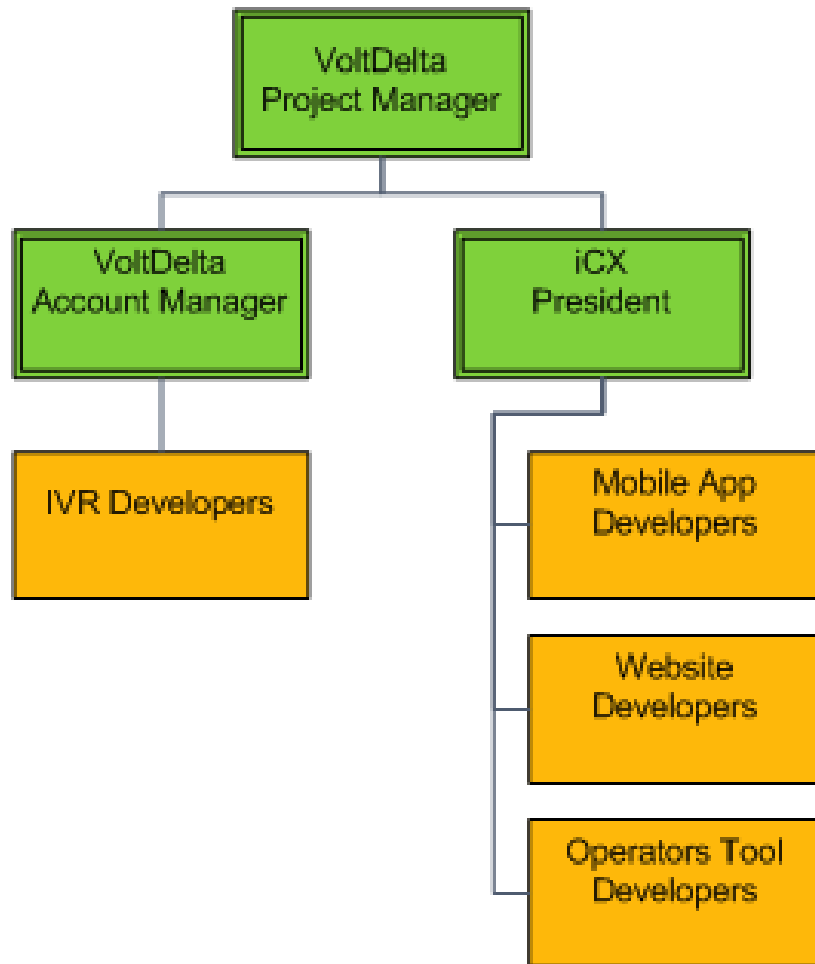 VoltDelta
Project Manager
VoltDelta
Account Manager
iCX
President
IVR Developers
Mobile App
Developers
Website
Developers
Operators Tool
Developers